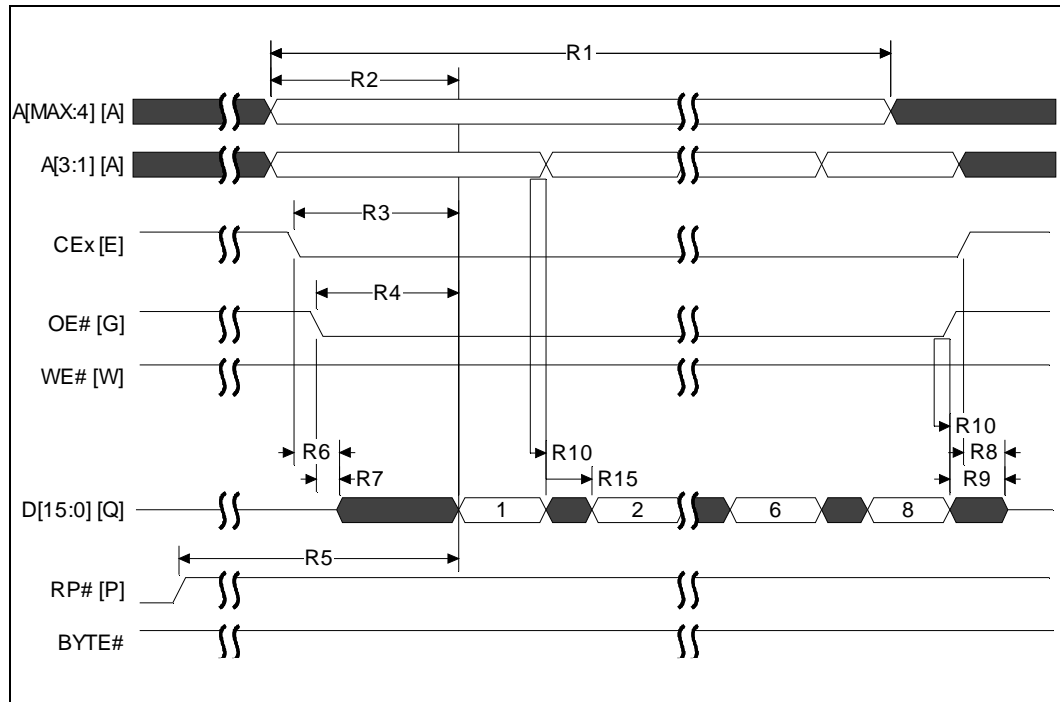 R1
R2
A[MAX:4] [A]
A[3:1] [A]
R3
CEx [E]
R4
OE# [G]
WE# [W]
R10
R6
R10
R8
R7
R15
R9
D[15:0] [Q]
1
2
6
8
R5
RP# [P]
BYTE#